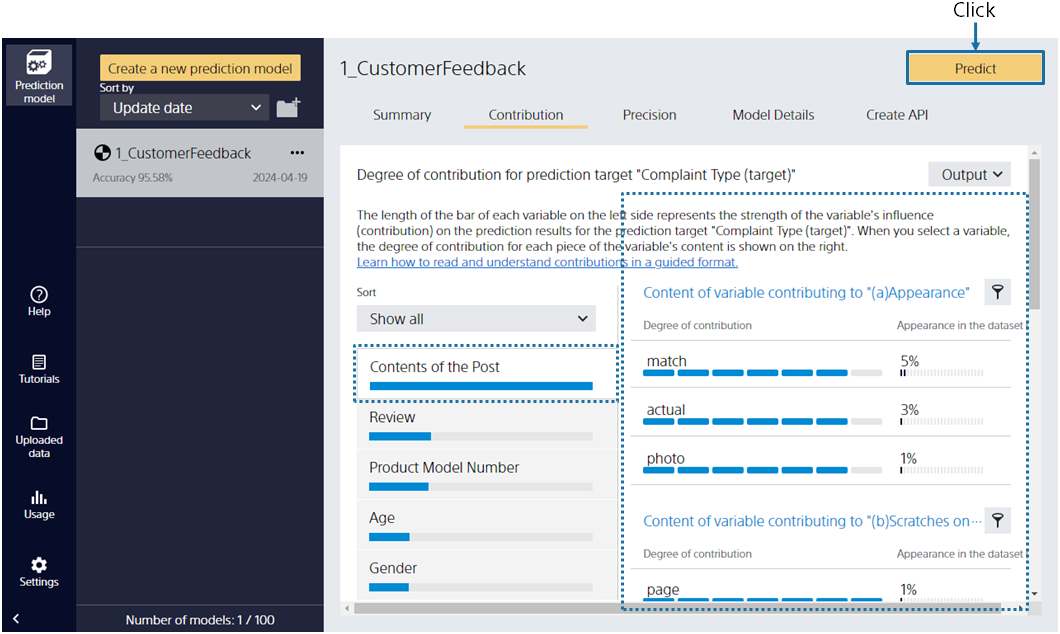 Click
Prediction
model
Help
Tutorials
Uploaded
data
Usage
Settings
Create a new prediction model
Sort by
Update date
1_CustomerFeedback
Accuracy 95.58%
2024-04-19
Number of models: 1 / 100
1_CustomerFeedback
Predict
Summary
Contribution
Precision
Model Details
Create API
Degree of contribution for prediction target "Complaint Type (target)"
Output
The length of the bar of each variable on the left side represents the strength of the variable's influence
(contribution) on the prediction results for the prediction target "Complaint Type (target)". When you select a variable,
the degree of contribution for each piece of the variable's content is shown on the right.
Learn how to read and understand contributions in a guided format.
Sort
Show all
Contents of the Post
Review
Product Model Number
Age
Gender
Content of variable contributing to "(a)Appearance"
Degree of contribution
Appearance in the dataset
match
5%
actual
3%
photo
1%
Content of variable contributing to "(b)Scratches on···
Degree of contribution
Appearance in the dataset
page
1%